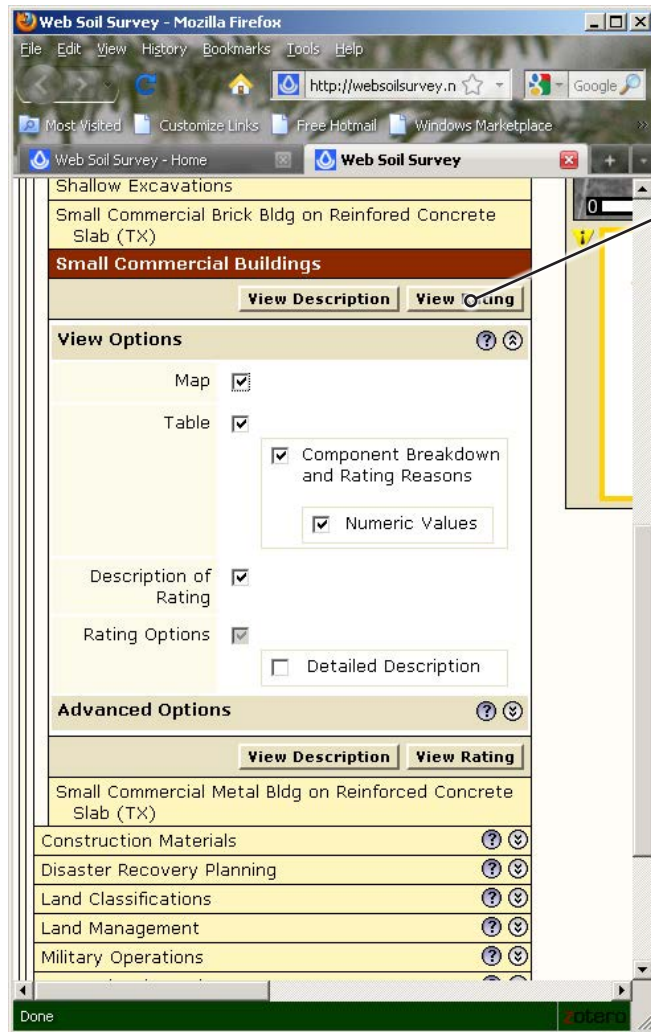 Web Soil Survey - Mozilla Firefox
File Edit View History Bookmarks Tools Help
http://websoilsurvey.n Google
Most Visited Customize Links Free Hotmail Windows Marketplace »
Web Soil Survey - Home Web Soil Survey
Shallow Excavations
Small Commercial Brick Bldg on Reinfored Concrete
Slab (TX)
0
Small Commercial Buildings
View Description View Rating
View Options ?
Map
Table
Component Breakdown
and Rating Reasons
Numeric Values
Description of
Rating
Rating Options
Detailed Description
Advanced Options ?
View Description View Rating
Small Commercial Metal Bldg on Reinforced Concrete
Slab (TX)
Construction Materials ?
Disaster Recovery Planning ?
Land Classifications ?
Land Management ?
Military Operations ?
Done zotero